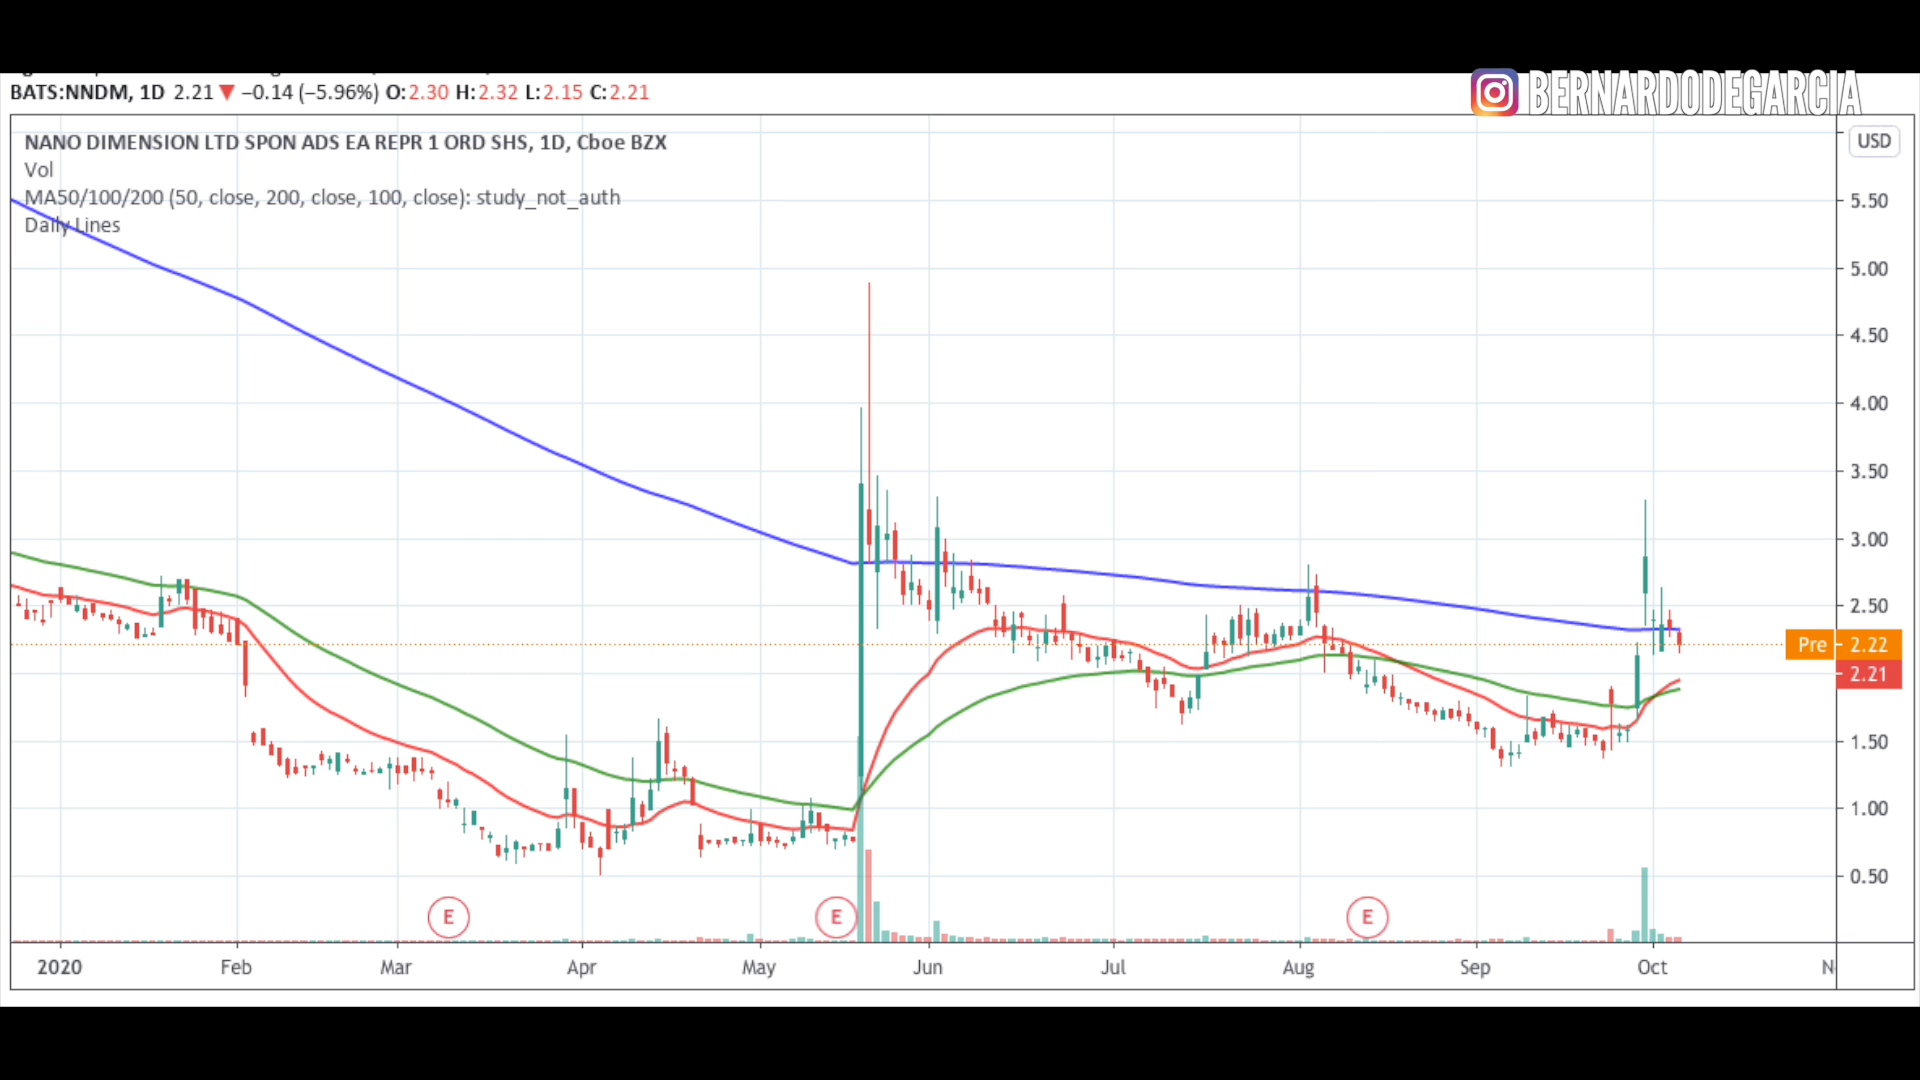 BERNARDODEGARCIA
BATS:NNDM, 1D 2.21 ▼ −0.14 (−5.96%) O:2.30 H:2.32 L:2.15 C:2.21
NANO DIMENSION LTD SPON ADS EA REPR 1 ORD SHS, 1D, Cboe BZX
USD
Vol
MA50/100/200 (50, close, 200, close, 100, close): study_not_auth
Daily Lines
5.50
5.00
4.50
4.00
3.50
3.00
2.50
Pre 2.22
2.21
1.50
1.00
0.50
E E E
2020 Feb Mar Apr May Jun Jul Aug Sep Oct N